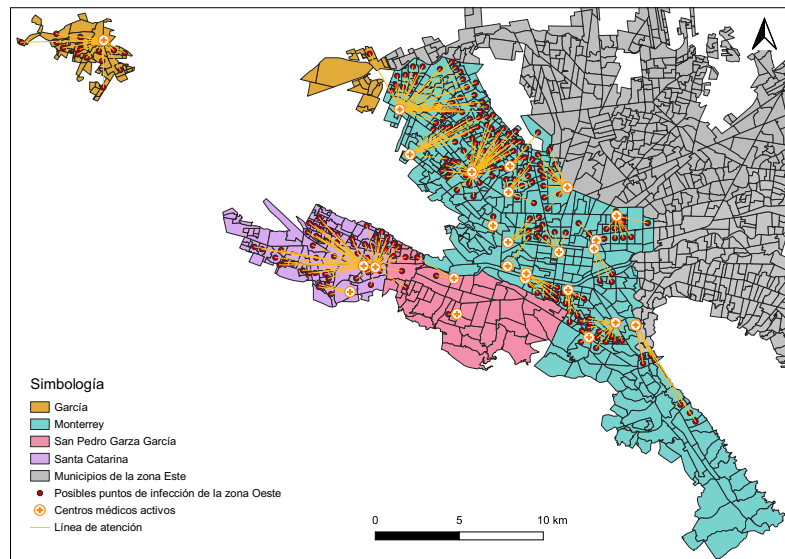 Simbología
García
Monterrey
San Pedro Garza García
Santa Catarina
Municipios de la zona Este
Posibles puntos de infección de la zona Oeste
Centros médicos activos
Línea de atención
0 5 10 km